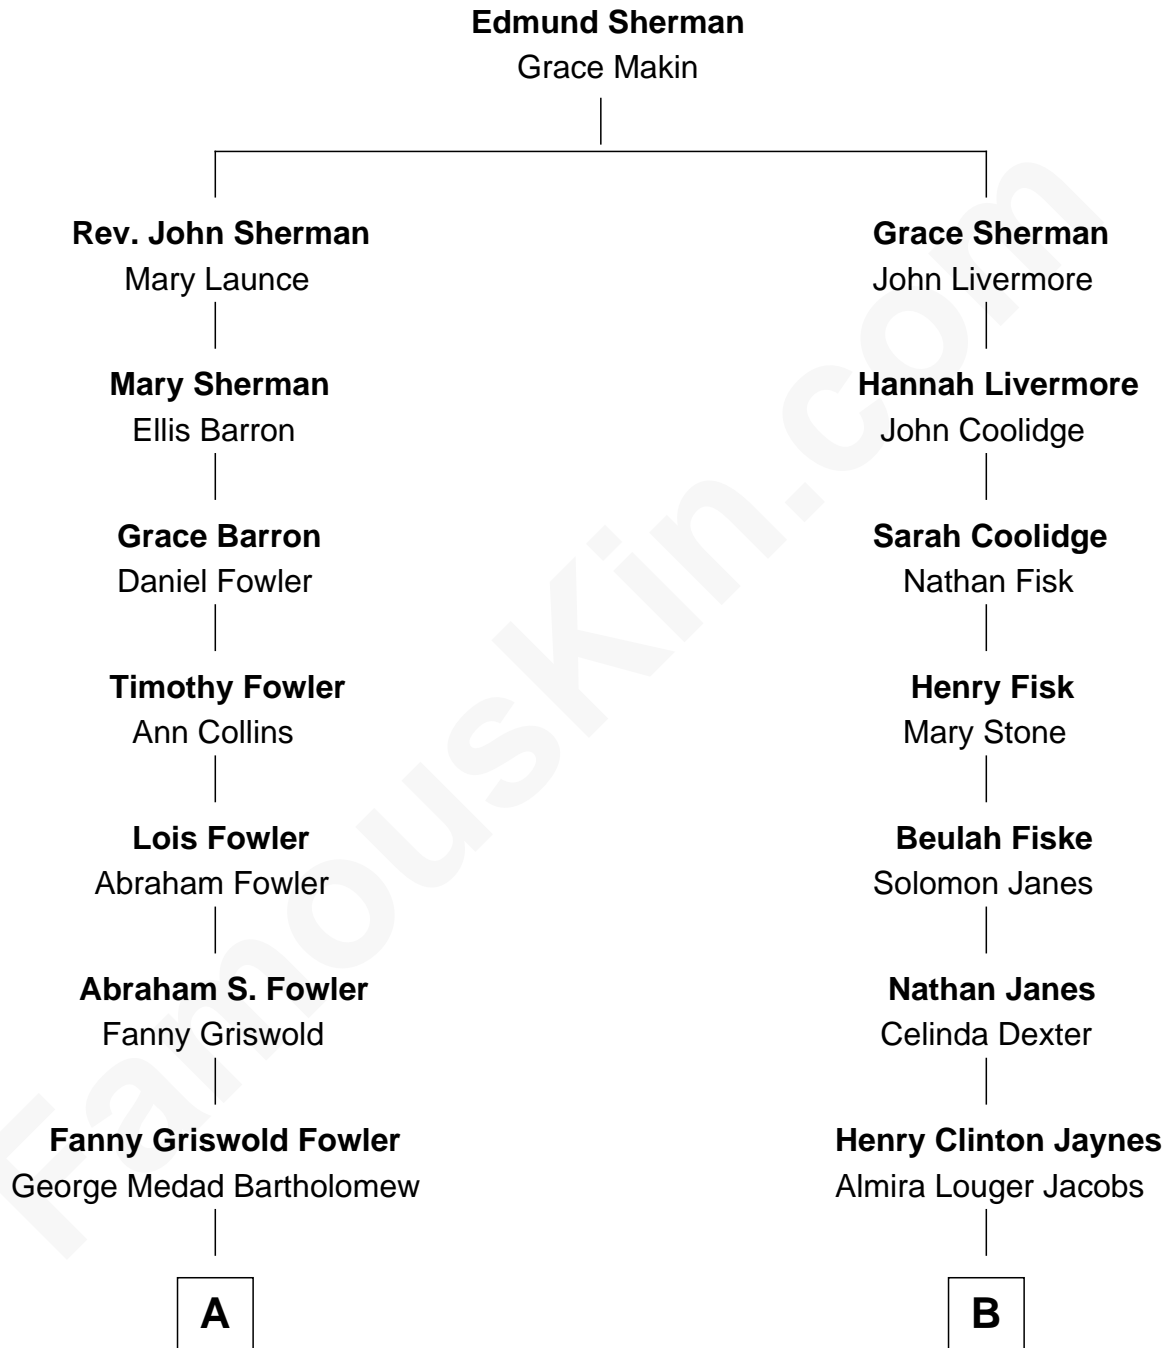 Edmund Sherman
Grace Makin
Rev. John Sherman
Mary Launce
Grace Sherman
John Livermore
Mary Sherman
Ellis Barron
Hannah Livermore
John Coolidge
Grace Barron
Daniel Fowler
Sarah Coolidge
Nathan Fisk
Timothy Fowler
Ann Collins
Henry Fisk
Mary Stone
Lois Fowler
Abraham Fowler
Beulah Fiske
Solomon Janes
Abraham S. Fowler
Fanny Griswold
Nathan Janes
Celinda Dexter
Fanny Griswold Fowler
George Medad Bartholomew
Henry Clinton Jaynes
Almira Louger Jacobs
A
B
FamousKin.com